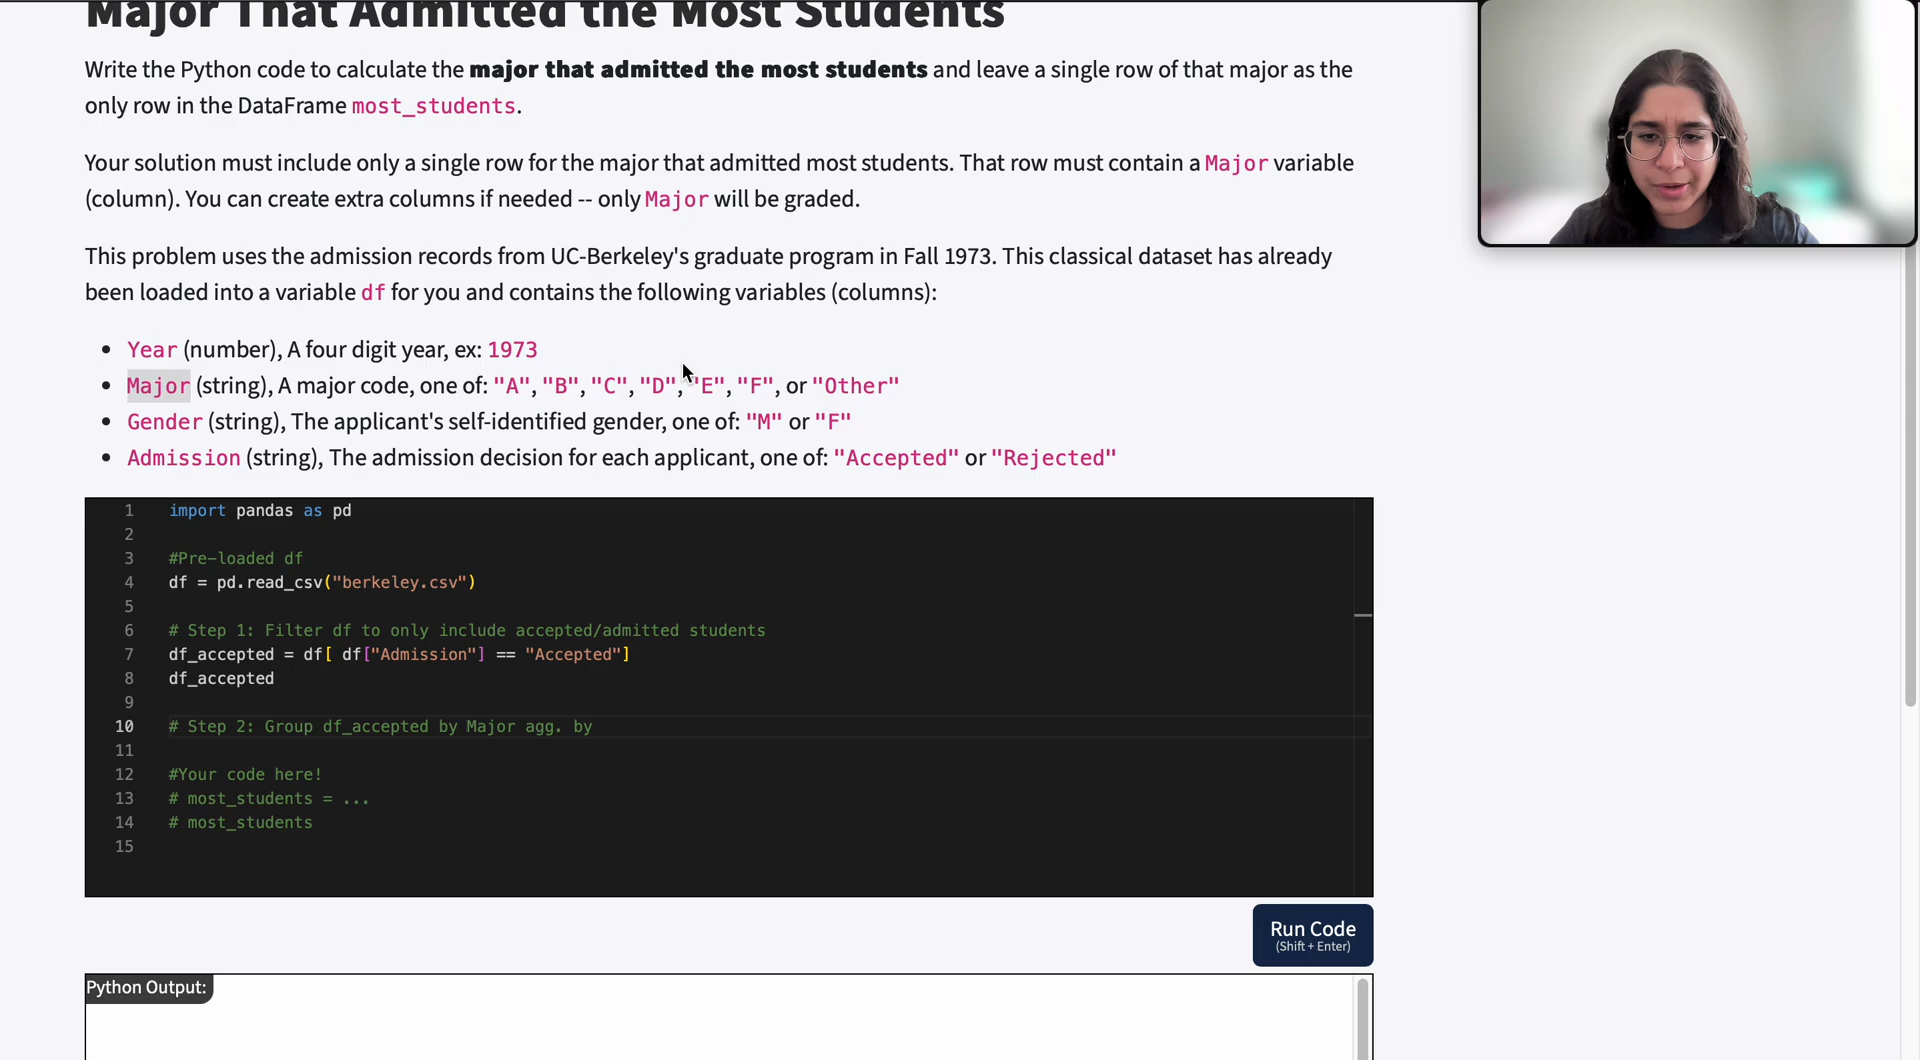 Major That Admitted the Most Students
Write the Python code to calculate the major that admitted the most students and leave a single row of that major as the
only row in the DataFrame most_students.
Your solution must include only a single row for the major that admitted most students. That row must contain a Major variable
(column). You can create extra columns if needed -- only Major will be graded.
This problem uses the admission records from UC-Berkeley's graduate program in Fall 1973. This classical dataset has already
been loaded into a variable df for you and contains the following variables (columns):
• Year (number), A four digit year, ex: 1973
• Major (string), A major code, one of: "A", "B", "C", "D", "E", "F", or "Other"
• Gender (string), The applicant's self-identified gender, one of: "M" or "F"
• Admission (string), The admission decision for each applicant, one of: "Accepted" or "Rejected"
1 import pandas as pd
2
3 #Pre-loaded df
4 df = pd.read_csv("berkeley.csv")
5
6 # Step 1: Filter df to only include accepted/admitted students
7 df_accepted = df[ df["Admission"] == "Accepted"]
8 df_accepted
9
10 # Step 2: Group df_accepted by Major agg. by
11
12 #Your code here!
13 # most_students = ...
14 # most_students
15
Run Code
(Shift + Enter)
Python Output: